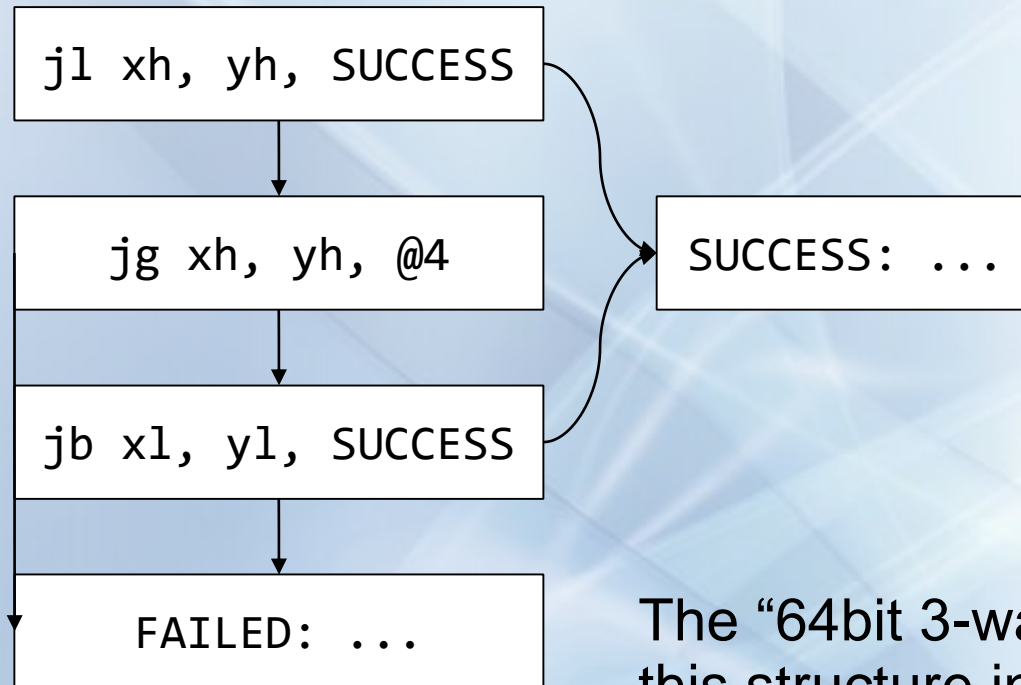 jl xh, yh, SUCCESS
jg xh, yh, @4
SUCCESS: ...
jb xl, yl, SUCCESS
FAILED: ...
The “64bit 3-wa
this structure in